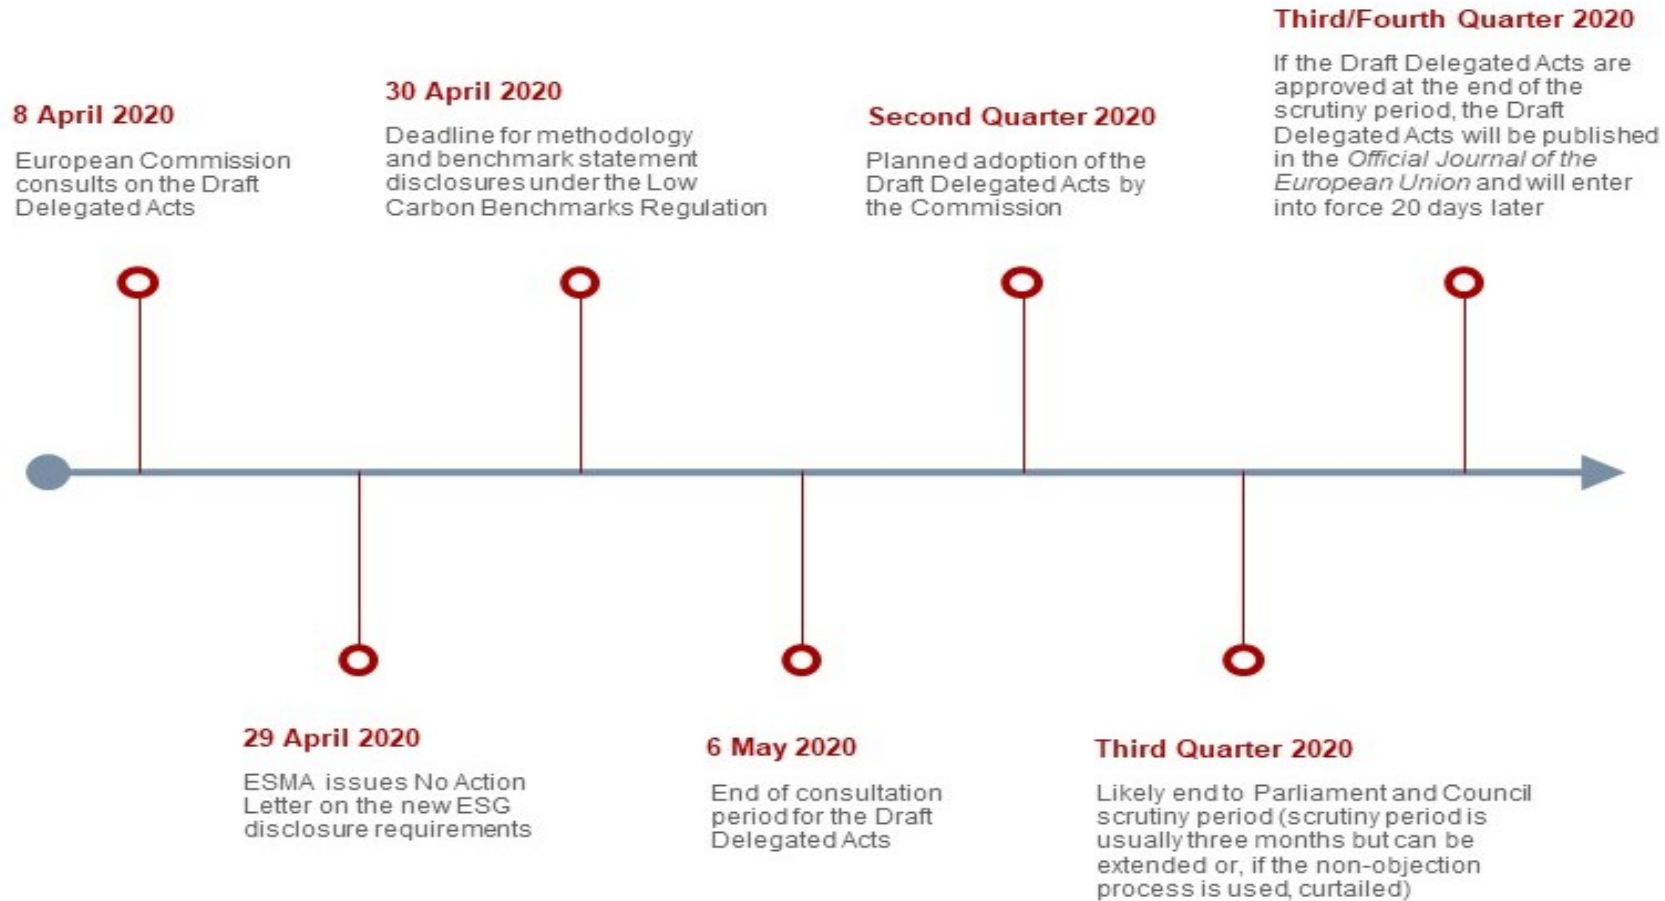 8 April 2020
European Commission
consults on the Draft
Delegated Acts
29 April 2020
ESMA issues No Action
Letter on the new ESG
disclosure requirements
30 April 2020
Deadline for methodology
and benchmark statement
disclosures under the Low
Carbon Benchmarks Regulation
6 May 2020
End of consultation
period for the Draft
Delegated Acts
Second Quarter 2020
Planned adoption of the
Draft Delegated Acts by
the Commission
Third Quarter 2020
Likely end to Parliament and Council
scrutiny period (scrutiny period is
usually three months but can be
extended or, if the non-objection
process is used, curtailed)
Third/Fourth Quarter 2020
If the Draft Delegated Acts are
approved at the end of the
scrutiny period, the Draft
Delegated Acts will be published
in the Official Journal of the
European Union and will enter
into force 20 days later